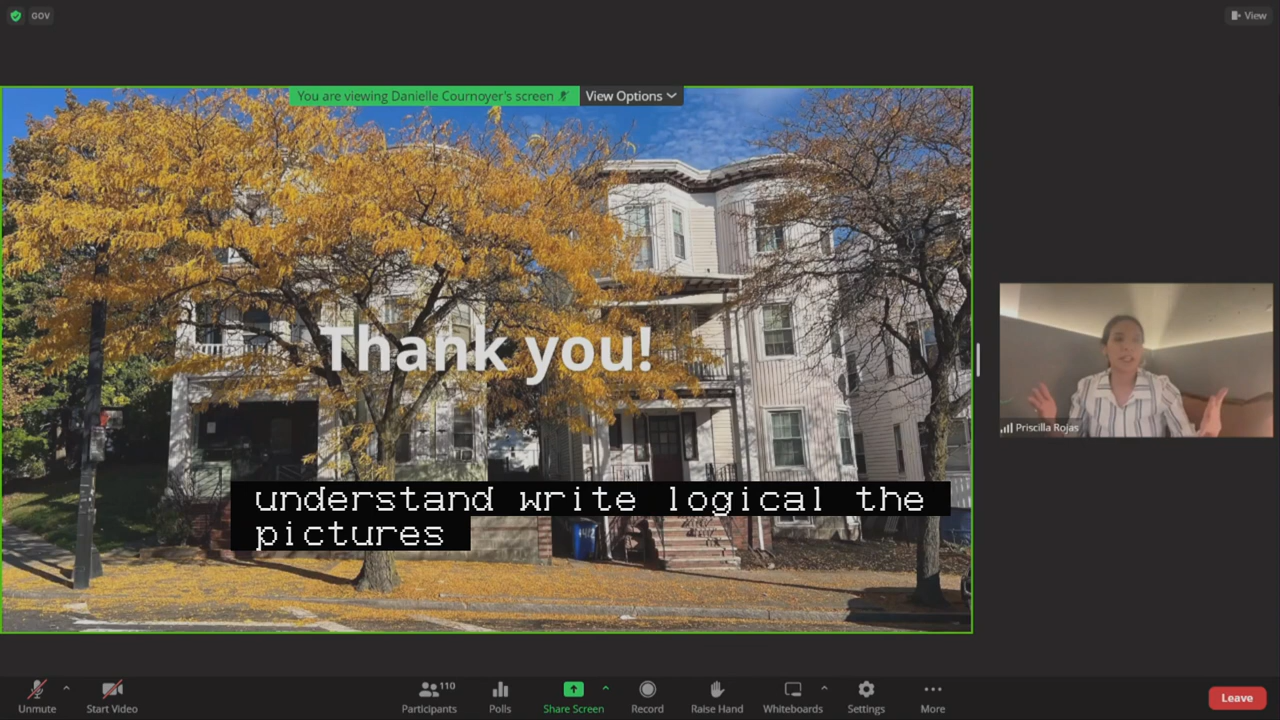 GOV
View
You are viewing Danielle Cournoyer's screen
View Options
Thank you!
understand write logical the
pictures
Priscilla Rojas
Unmute
Start Video
Participants
110
Polls
Share Screen
Record
Raise Hand
Whiteboards
Settings
More
Leave